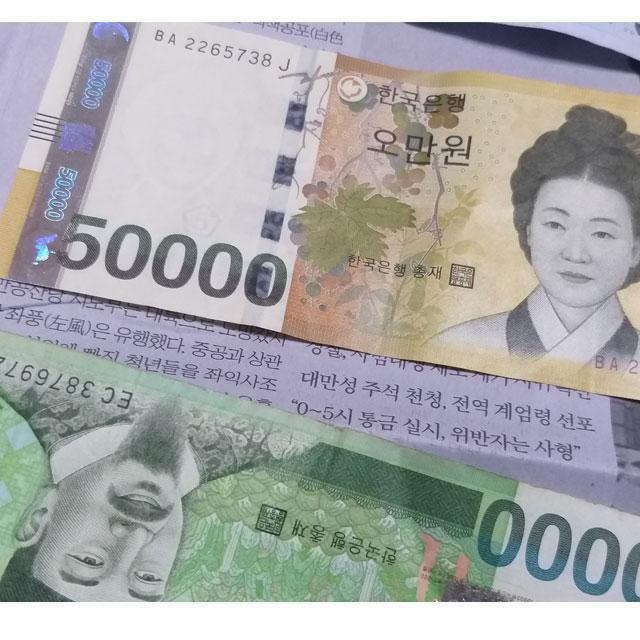 책공포(白色
BA 2265738 J
한국은행
오만원
50000
50000
50000
한국은행 총재
BA 2
좌풍(左風)은 유행했다. 중공과 상관
빠진 청년들을 좌익사조
대만성 주석 천청, 전역 계엄령 선포
“0~5시 통금 실시, 위반자는 사형”
EC 3876974
한국은행 총재
0000